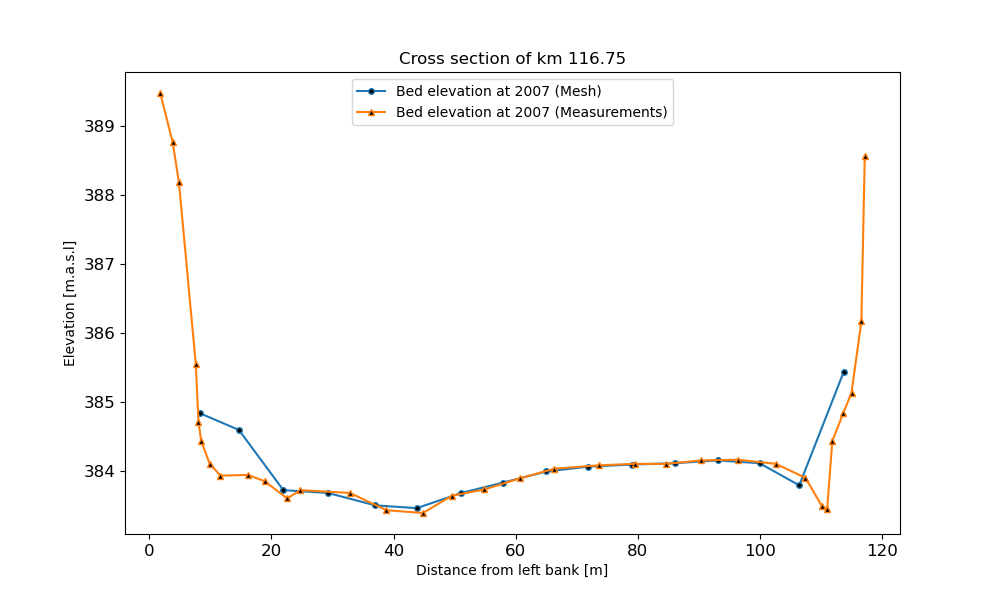 Cross section of km 116.75
Bed elevation at 2007 (Mesh)
Bed elevation at 2007 (Measurements)
389
388
387
386
385
384
Elevation [m.a.s.l]
0 20 40 60 80 100 120
Distance from left bank [m]